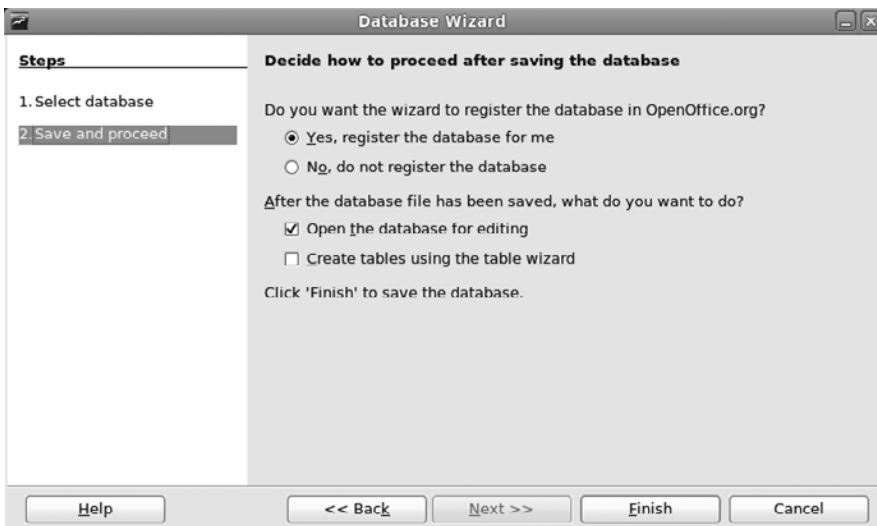 Database Wizard
Steps
1. Select database
2. Save and proceed
Decide how to proceed after saving the database
Do you want the wizard to register the database in OpenOffice.org?
Yes, register the database for me
No, do not register the database
After the database file has been saved, what do you want to do?
Open the database for editing
Create tables using the table wizard
Click 'Finish' to save the database.
Help
<< Back
Next >>
Finish
Cancel